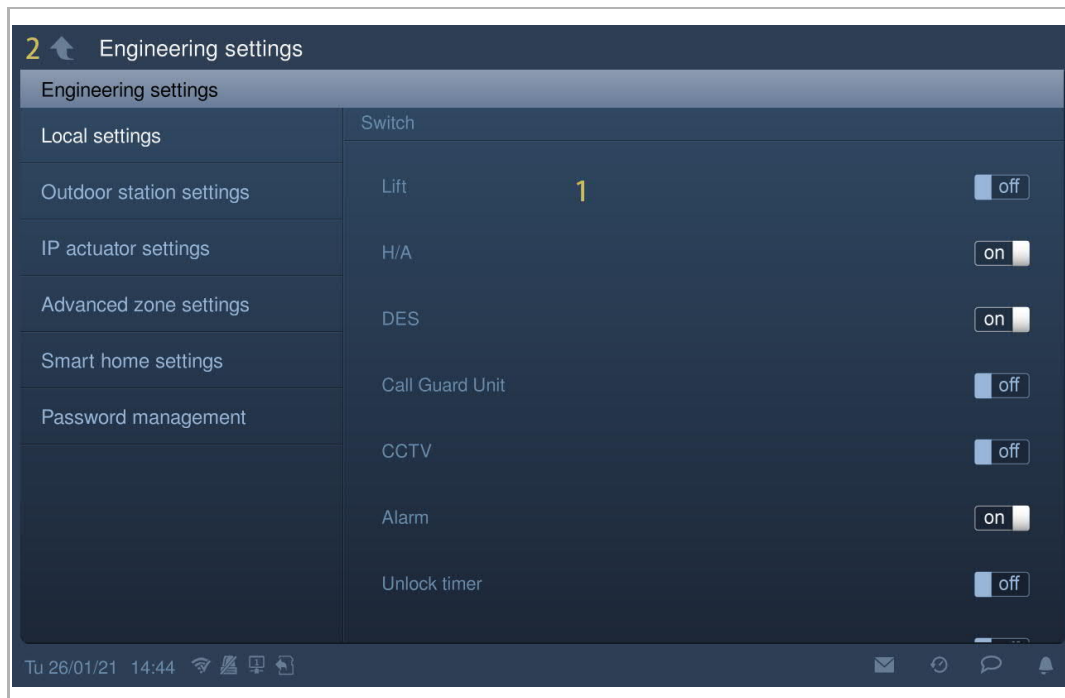 2 Engineering settings
Engineering settings
Local settings
Outdoor station settings
IP actuator settings
Advanced zone settings
Smart home settings
Password management
Switch
Lift 1 off
H/A on
DES on
Call Guard Unit off
CCTV off
Alarm on
Unlock timer off
Tu 26/01/21 14:44